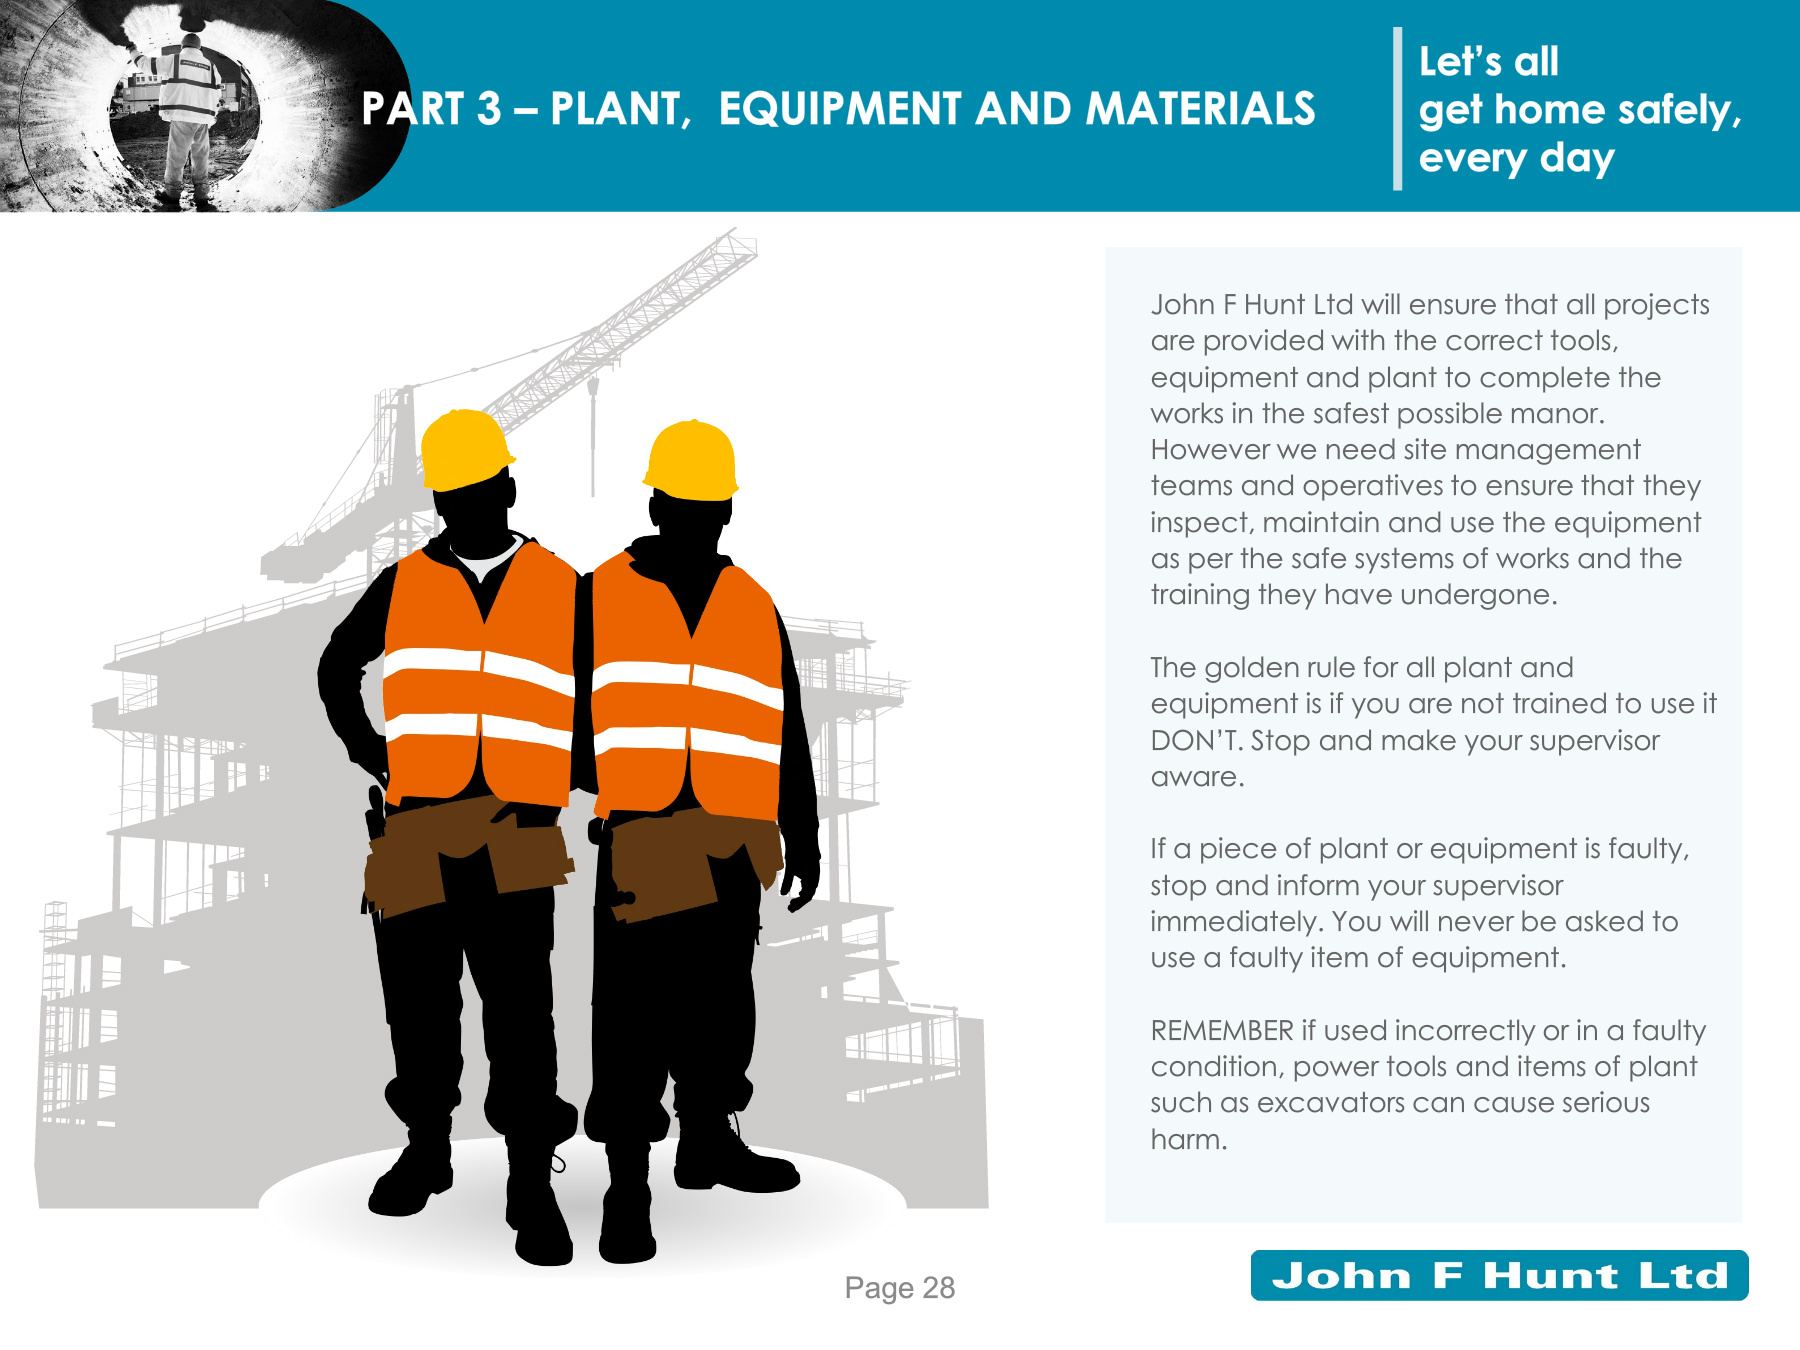 PART 3 – PLANT, EQUIPMENT AND MATERIALS
Let's all
get home safely,
every day
John F Hunt Ltd will ensure that all projects
are provided with the correct tools,
equipment and plant to complete the
works in the safest possible manor.
However we need site management
teams and operatives to ensure that they
inspect, maintain and use the equipment
as per the safe systems of works and the
training they have undergone.
The golden rule for all plant and
equipment is if you are not trained to use it
DON'T. Stop and make your supervisor
aware.
If a piece of plant or equipment is faulty,
stop and inform your supervisor
immediately. You will never be asked to
use a faulty item of equipment.
REMEMBER if used incorrectly or in a faulty
condition, power tools and items of plant
such as excavators can cause serious
harm.
Page 28
John F Hunt Ltd